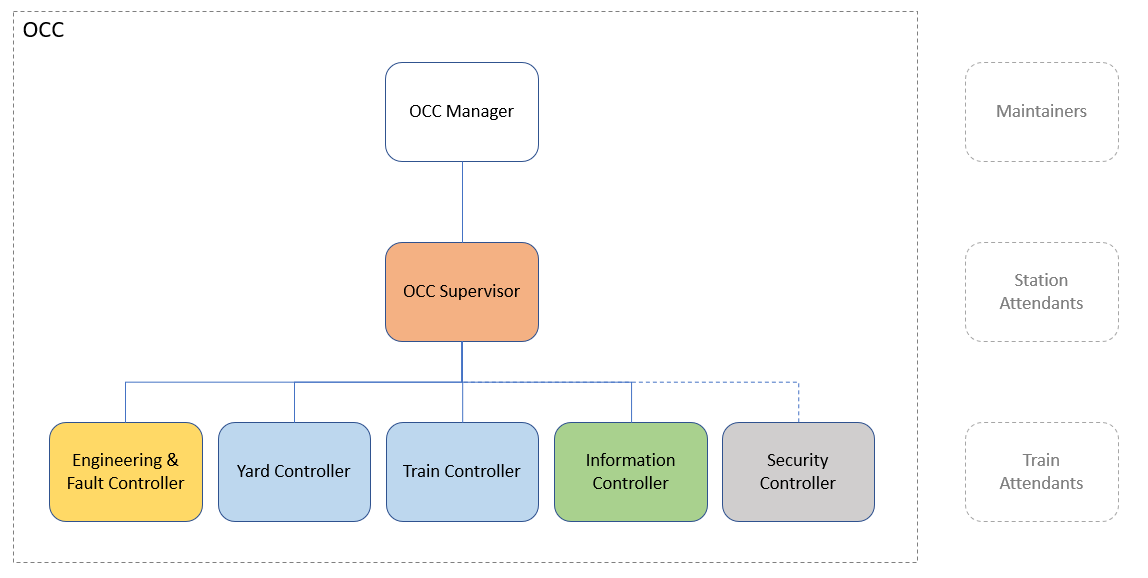 OCC
OCC Manager
Maintainers
OCC Supervisor
Station
Attendants
Engineering &
Fault Controller
Yard Controller
Train Controller
Information
Controller
Security
Controller
Train
Attendants